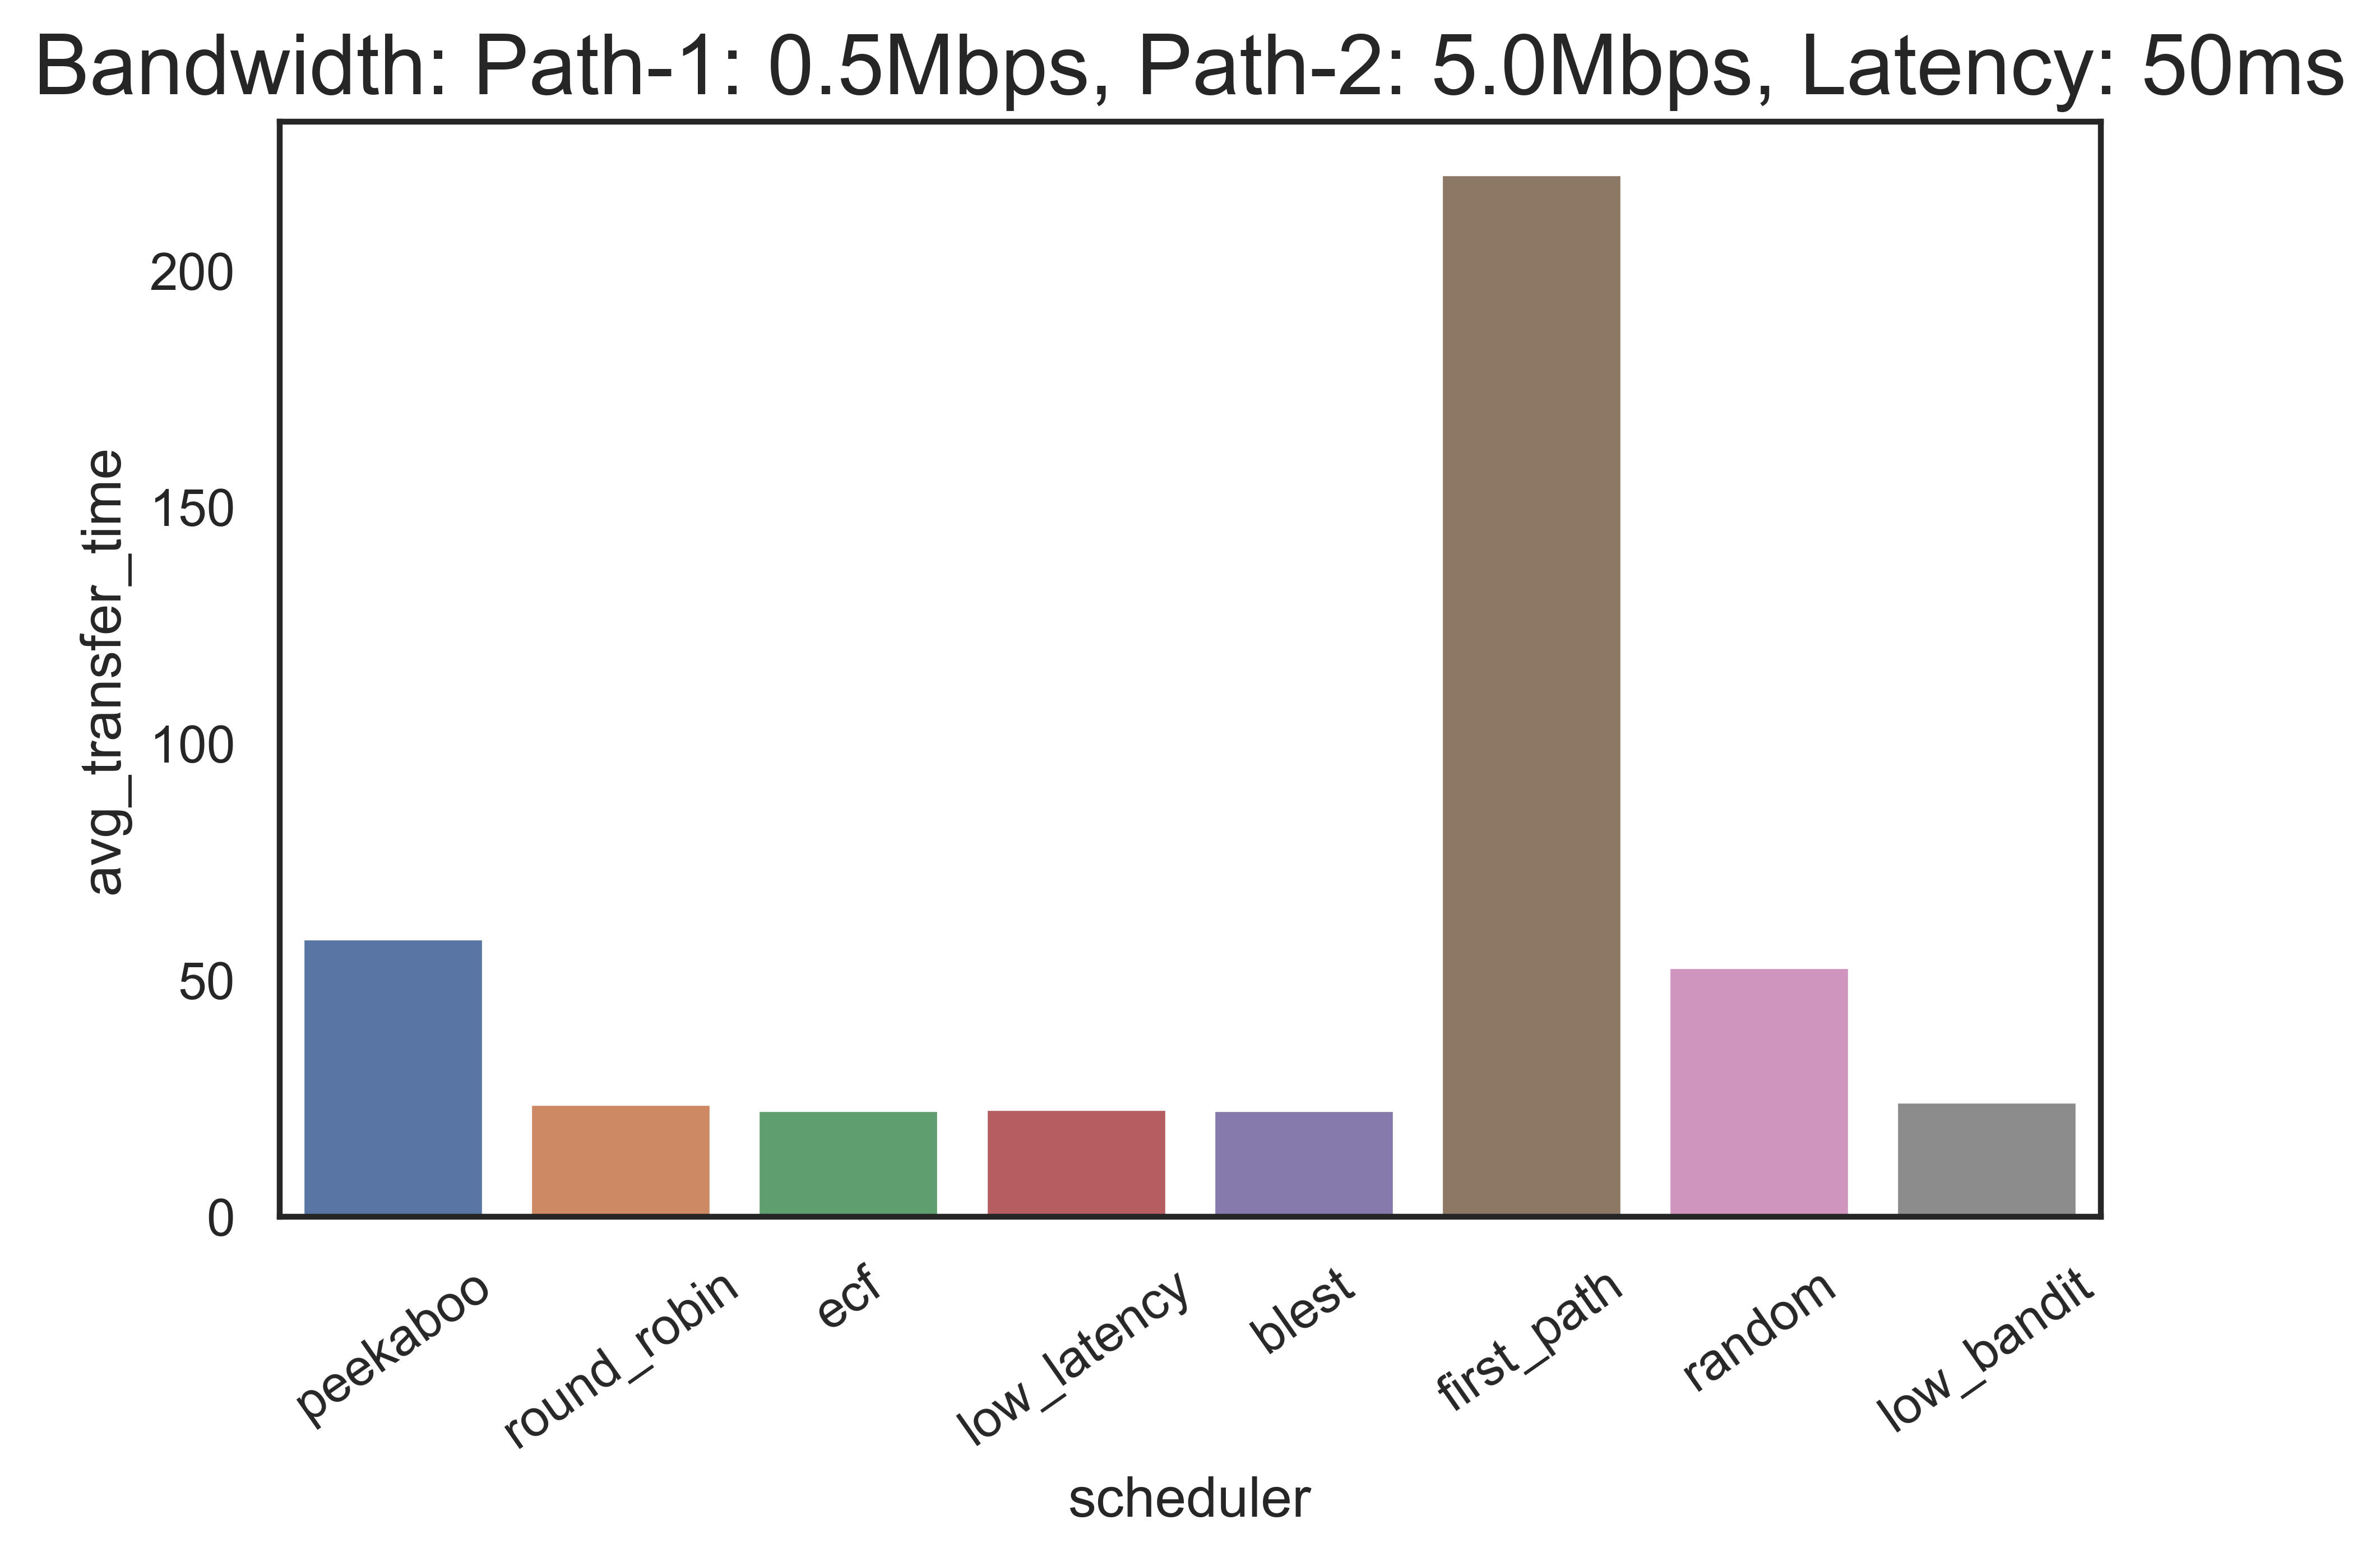 Bandwidth: Path-1: 0.5Mbps, Path-2: 5.0Mbps, Latency: 50ms
avg_transfer_time
200
150
100
50
0
peekaboo
round_robin
ecf
low_latency
blest
first_path
random
low_bandit
scheduler